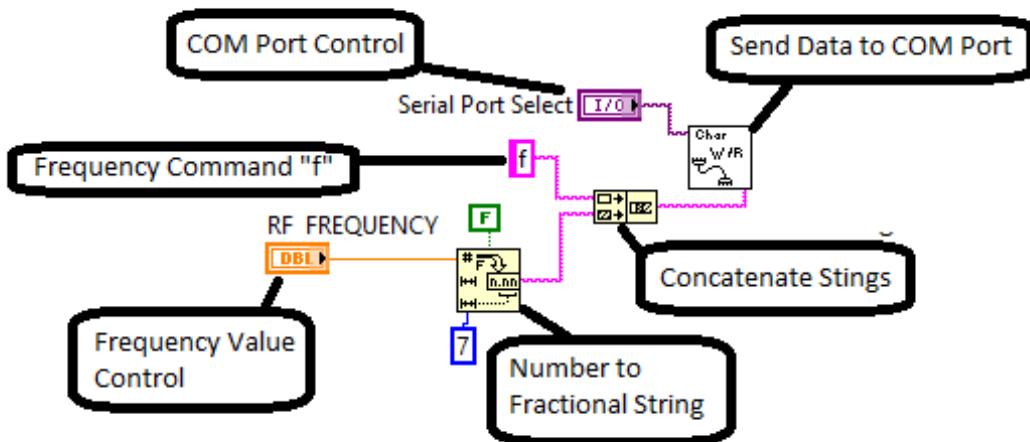 COM Port Control
Send Data to COM Port
Serial Port Select
I/O
Char
W/R
Frequency Command "f"
f
RF FREQUENCY
F
DBL
#
F
n.nn
Concatenate Stings
7
Frequency Value
Control
Number to
Fractional String